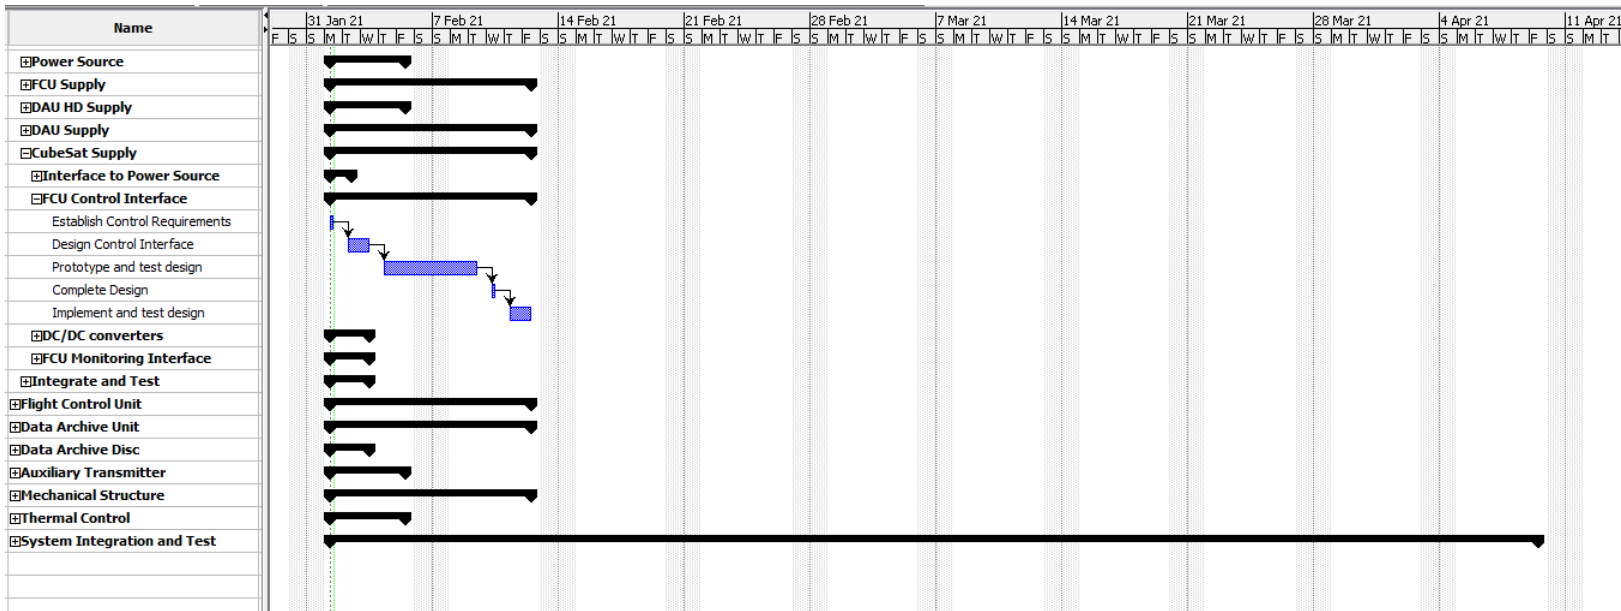 Name
31 Jan 21 7 Feb 21 14 Feb 21 21 Feb 21 28 Feb 21 7 Mar 21 14 Mar 21 21 Mar 21 28 Mar 21 4 Apr 21 11 Apr 21
F S S M T W T F S S M T W T F S S M T W T F S S M T W T F S S M T W T F S S M T W T F S S M T W T F S S M T W T F S S M T W T F S S M T W T F S S M T
Power Source
FCU Supply
DAU HD Supply
DAU Supply
CubeSat Supply
Interface to Power Source
FCU Control Interface
Establish Control Requirements
Design Control Interface
Prototype and test design
Complete Design
Implement and test design
DC/DC converters
FCU Monitoring Interface
Integrate and Test
Flight Control Unit
Data Archive Unit
Data Archive Disc
Auxiliary Transmitter
Mechanical Structure
Thermal Control
System Integration and Test